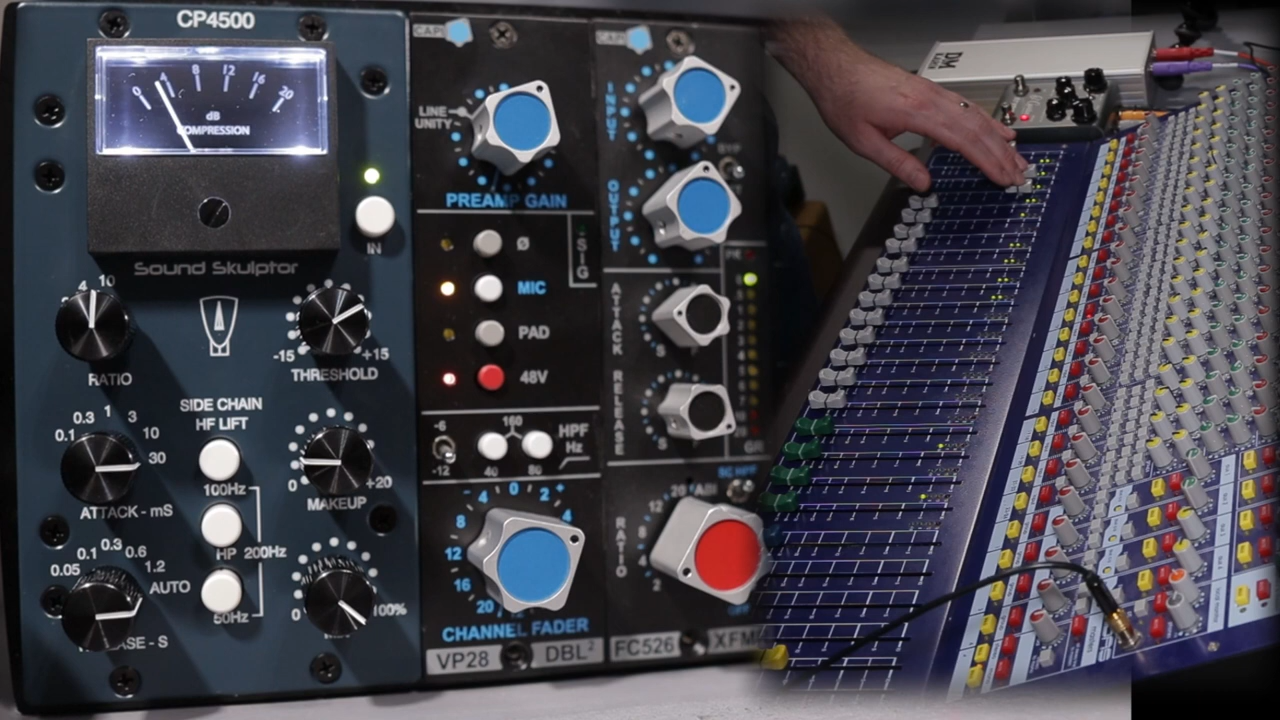 CP4500
0 4 8 12 16 20
dB
COMPRESSION
IN
Sound Skulptor
4 10
RATIO
-15 +15
THRESHOLD
SIDE CHAIN
HF LIFT
0.1 0.3 1 3 10 30
ATTACK - mS
0 +20
MAKEUP
100Hz
HP 200Hz
50Hz
0.05 0.1 0.3 0.6 1.2
AUTO
ASE - S
0 100%
CAPI
LINE
UNITY
PREAMP GAIN
SIG
Ø
MIC
PAD
48V
-6
-12
160
40 80
HPF
Hz
- 4 0 2 +
8 4
12
16
20
CHANNEL FADER
VP28 DBL²
CAPI
INPUT
OUTPUT
ATTACK
RELEASE
GR
RATIO
20
12
8
4
2
FC526 XFM
DM